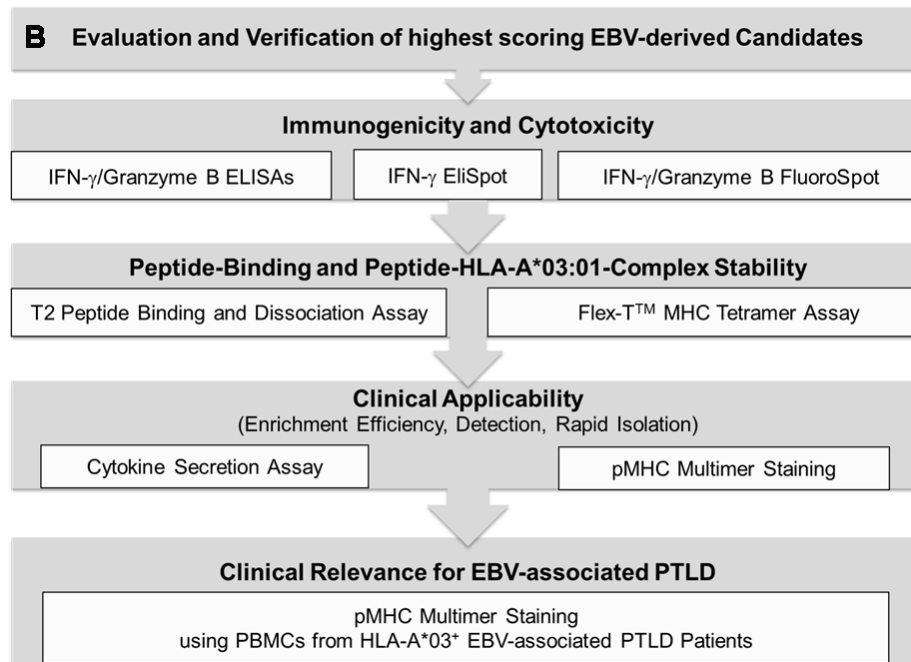 B Evaluation and Verification of highest scoring EBV-derived Candidates
Immunogenicity and Cytotoxicity
IFN-γ/Granzyme B ELISAs
IFN-γ EliSpot
IFN-γ/Granzyme B FluoroSpot
Peptide-Binding and Peptide-HLA-A*03:01-Complex Stability
T2 Peptide Binding and Dissociation Assay
Flex-T™ MHC Tetramer Assay
Clinical Applicability
(Enrichment Efficiency, Detection, Rapid Isolation)
Cytokine Secretion Assay
pMHC Multimer Staining
Clinical Relevance for EBV-associated PTLD
pMHC Multimer Staining
using PBMCs from HLA-A*03⁺ EBV-associated PTLD Patients